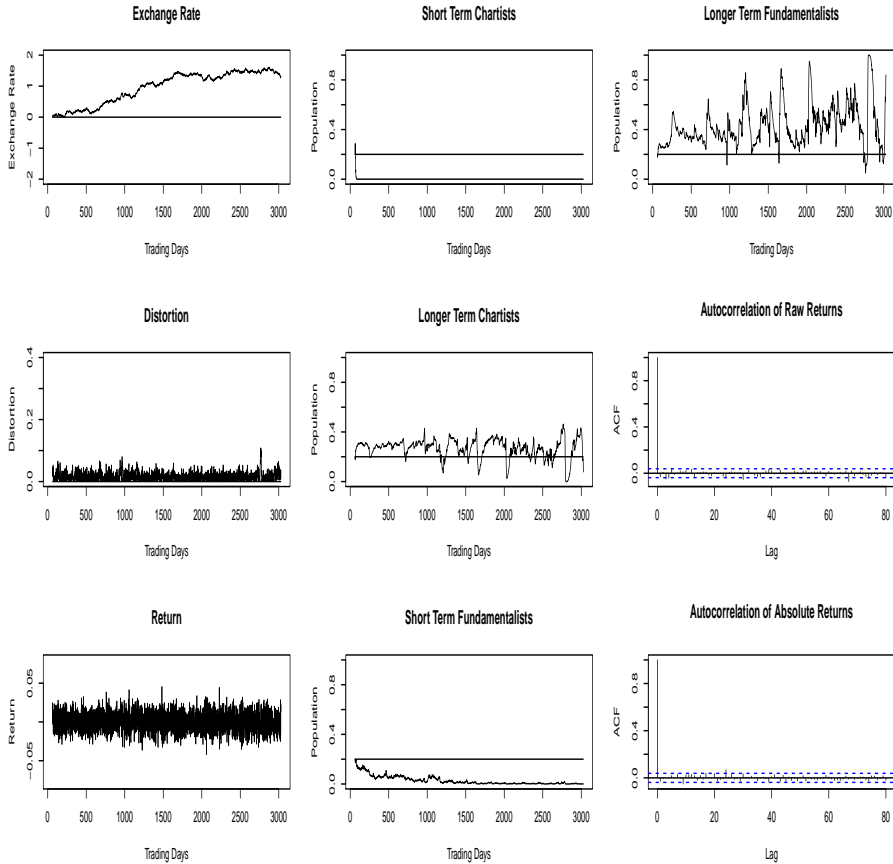 Exchange Rate
Exchange Rate
2
1
0
−1
−2
0 500 1000 1500 2000 2500 3000
Trading Days
Short Term Chartists
Population
0.8
0.4
0.0
0 500 1000 1500 2000 2500 3000
Trading Days
Longer Term Fundamentalists
Population
0.8
0.4
0.0
0 500 1000 1500 2000 2500 3000
Trading Days
Distortion
Distortion
0.4
0.2
0.0
0 500 1000 1500 2000 2500 3000
Trading Days
Longer Term Chartists
Population
0.8
0.4
0.0
0 500 1000 1500 2000 2500 3000
Trading Days
Autocorrelation of Raw Returns
ACF
0.8
0.4
0.0
0 20 40 60 80
Lag
Return
Return
0.05
−0.05
0 500 1000 1500 2000 2500 3000
Trading Days
Short Term Fundamentalists
Population
0.8
0.4
0.0
0 500 1000 1500 2000 2500 3000
Trading Days
Autocorrelation of Absolute Returns
ACF
0.8
0.4
0.0
0 20 40 60 80
Lag